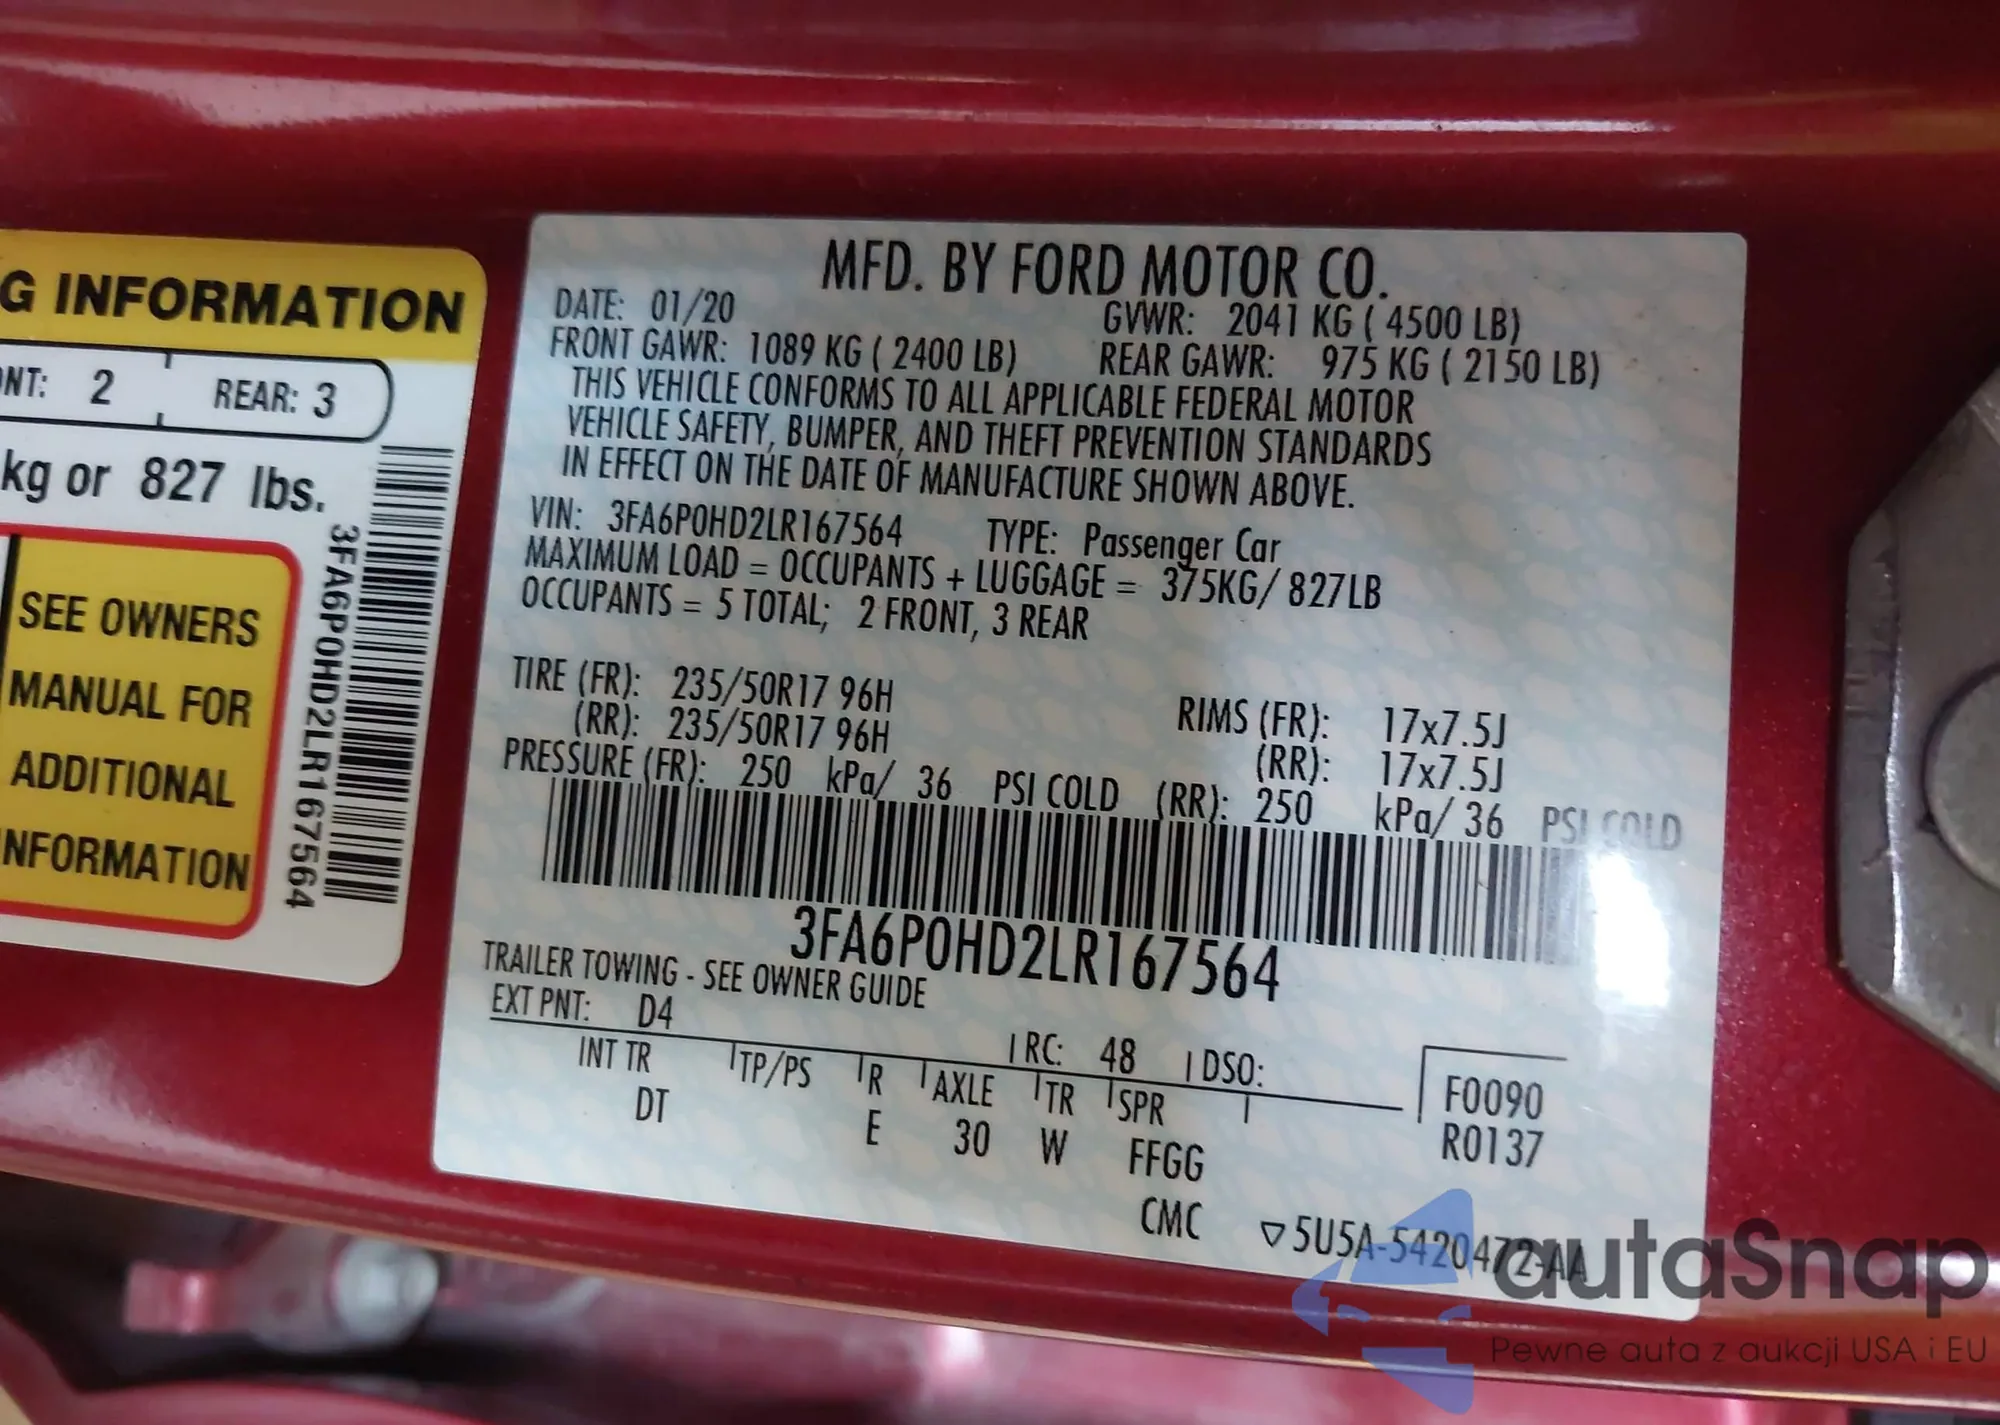 G INFORMATION
NT: 2 REAR: 3
kg or 827 lbs.
SEE OWNERS
MANUAL FOR
ADDITIONAL
NFORMATION
3FA6P0HD2LR167564
MFD. BY FORD MOTOR CO.
DATE: 01/20 GVWR: 2041 KG ( 4500 LB)
FRONT GAWR: 1089 KG ( 2400 LB) REAR GAWR: 975 KG ( 2150 LB)
THIS VEHICLE CONFORMS TO ALL APPLICABLE FEDERAL MOTOR
VEHICLE SAFETY, BUMPER, AND THEFT PREVENTION STANDARDS
IN EFFECT ON THE DATE OF MANUFACTURE SHOWN ABOVE.
VIN: 3FA6P0HD2LR167564 TYPE: Passenger Car
MAXIMUM LOAD = OCCUPANTS + LUGGAGE = 375KG/ 827LB
OCCUPANTS = 5 TOTAL; 2 FRONT, 3 REAR
TIRE (FR): 235/50R17 96H RIMS (FR): 17x7.5J
(RR): 235/50R17 96H (RR): 17x7.5J
PRESSURE (FR): 250 kPa/ 36 PSI COLD (RR): 250 kPa/ 36 PSI COLD
3FA6P0HD2LR167564
TRAILER TOWING - SEE OWNER GUIDE
EXT PNT: D4 RC: 48 DSO:
INT TR TP/PS R AXLE TR SPR F0090
DT E 30 W FFGG R0137
CMC ▽5U5A-5420472-AA
autaSnap
Pewne auta z aukcji USA i EU